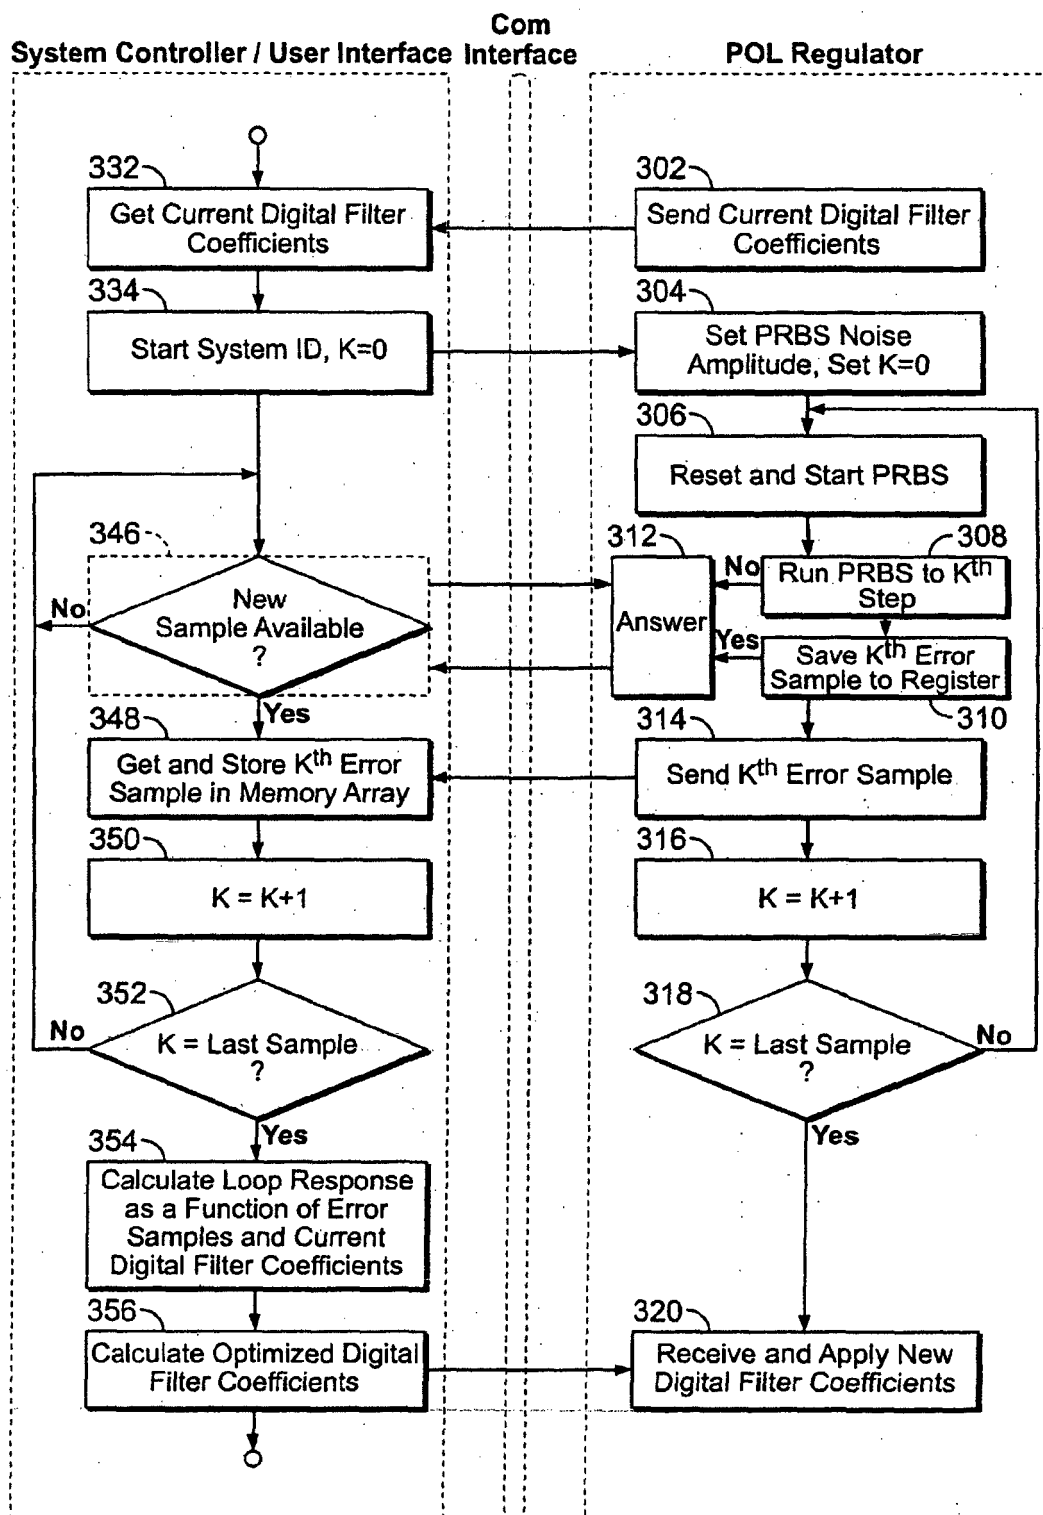 System Controller / User Interface
Com
Interface
POL Regulator
332
Get Current Digital Filter
Coefficients
302
Send Current Digital Filter
Coefficients
334
Start System ID, K=0
304
Set PRBS Noise
Amplitude, Set K=0
306
Reset and Start PRBS
346
New
Sample Available
?
No
Yes
312
Answer
No
Yes
308
Run PRBS to Kth
Step
Save Kth Error
Sample to Register
310
348
Get and Store Kth Error
Sample in Memory Array
314
Send Kth Error Sample
350
K = K+1
316
K = K+1
352
K = Last Sample
?
No
Yes
318
K = Last Sample
?
No
Yes
354
Calculate Loop Response
as a Function of Error
Samples and Current
Digital Filter Coefficients
356
Calculate Optimized Digital
Filter Coefficients
320
Receive and Apply New
Digital Filter Coefficients